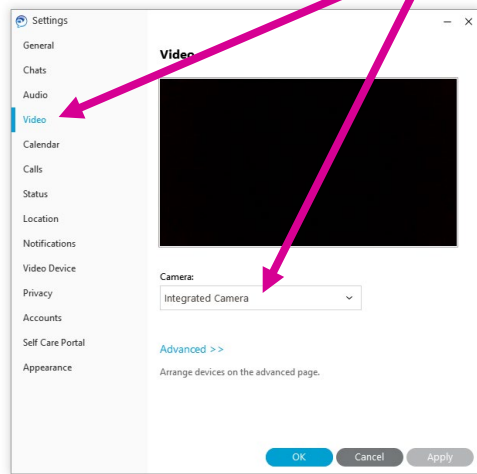 Settings
General
Chats
Audio
Video
Calendar
Calls
Status
Location
Notifications
Video Device
Privacy
Accounts
Self Care Portal
Appearance
Video
Camera:
Integrated Camera
Advanced >>
Arrange devices on the advanced page.
OK
Cancel
Apply